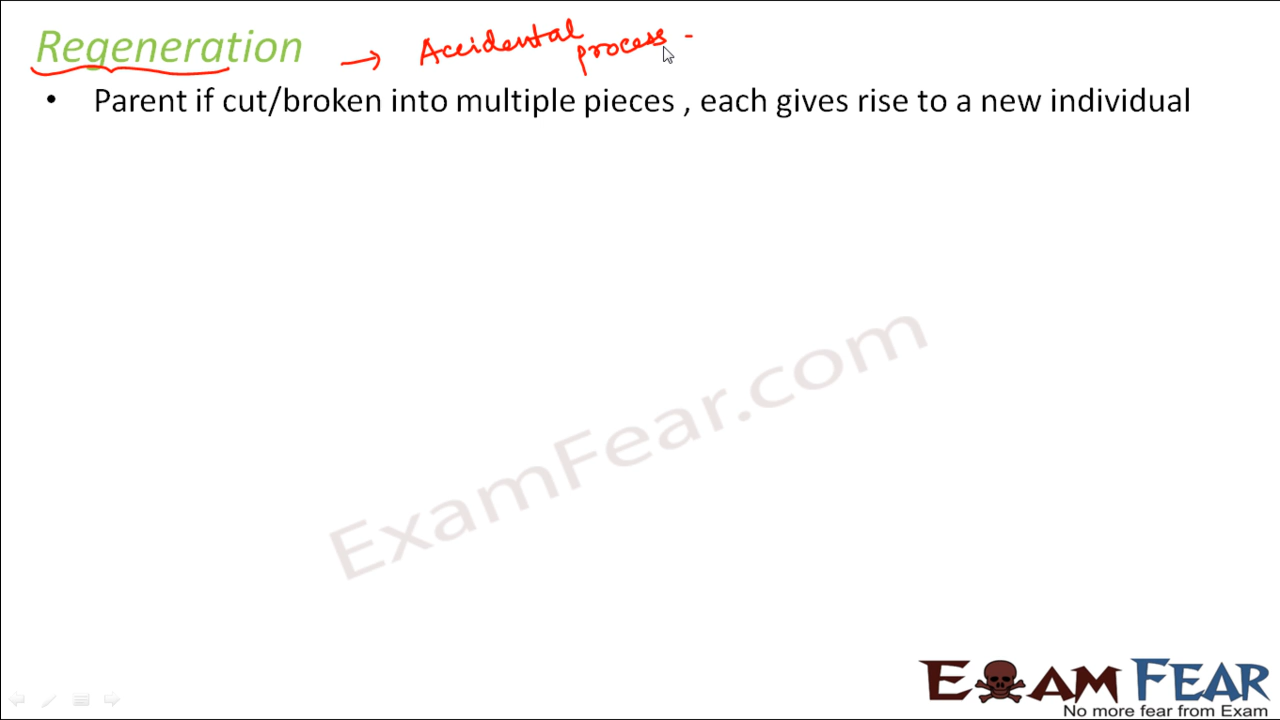 Regeneration → Accidental
process -
• Parent if cut/broken into multiple pieces , each gives rise to a new individual
ExamFear.com
EXAM FEAR
No more fear from Exam